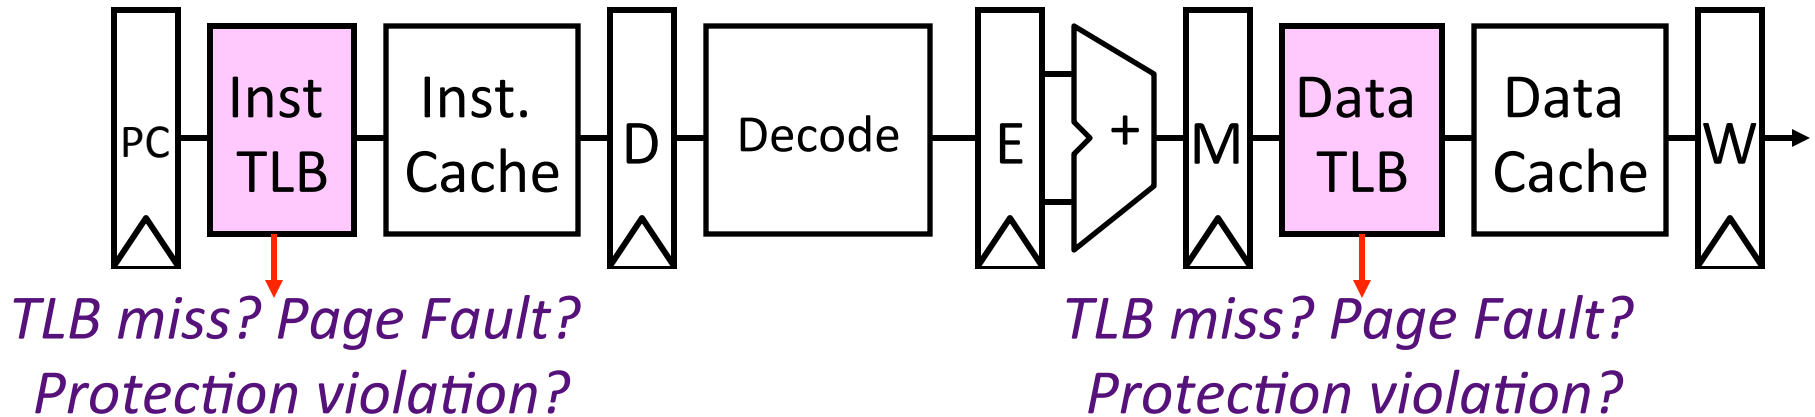 PC
Inst
TLB
Inst.
Cache
D
Decode
E
+
M
Data
TLB
Data
Cache
W
TLB miss? Page Fault?
Protection violation?
TLB miss? Page Fault?
Protection violation?